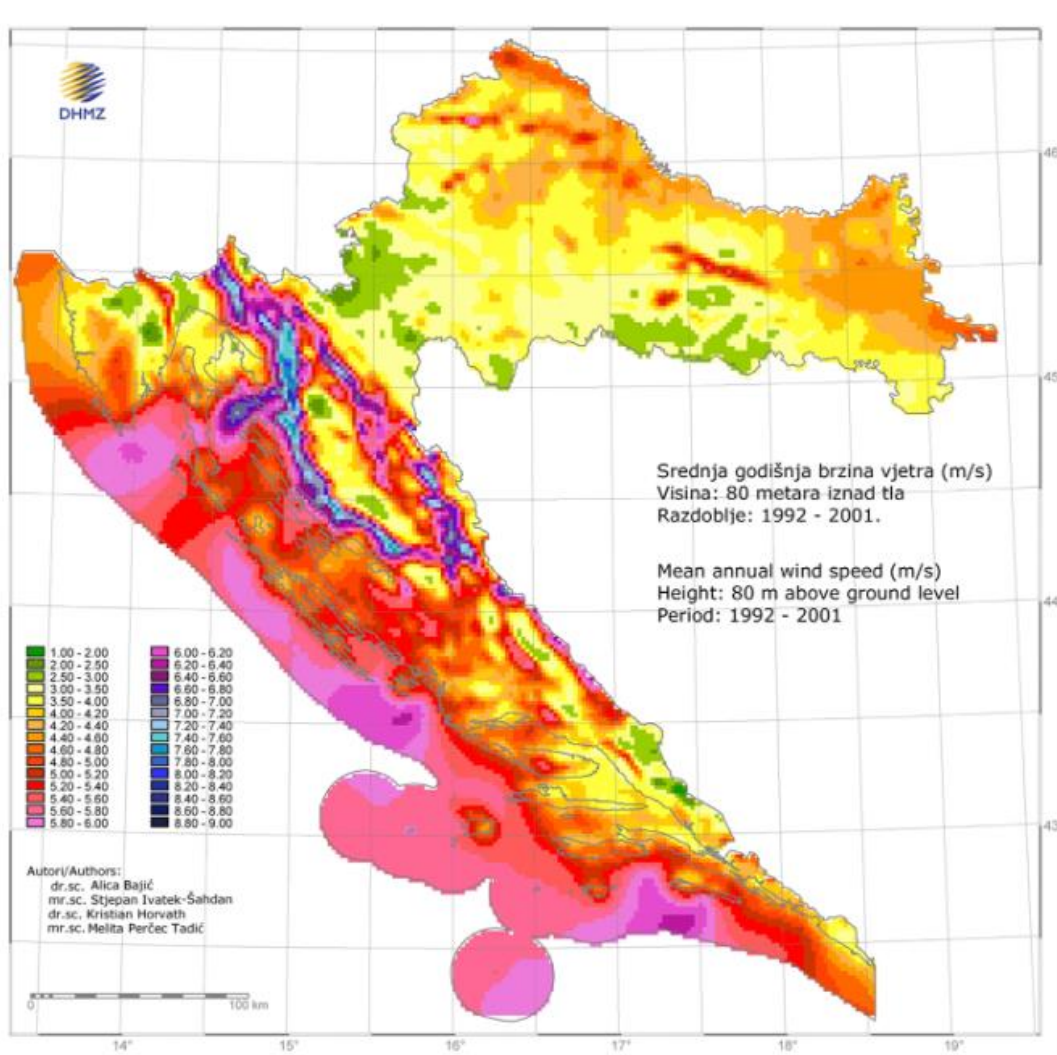 DHMZ
46
45
Srednja godišnja brzina vjetra (m/s)
Visina: 80 metara iznad tla
Razdoblje: 1992 - 2001.
Mean annual wind speed (m/s)
Height: 80 m above ground level
Period: 1992 - 2001
44
1.00 - 2.00
2.00 - 2.50
2.50 - 3.00
3.00 - 3.50
3.50 - 4.00
4.00 - 4.20
4.20 - 4.40
4.40 - 4.60
4.60 - 4.80
4.80 - 5.00
5.00 - 5.20
5.20 - 5.40
5.40 - 5.60
5.60 - 5.80
5.80 - 6.00
6.00 - 6.20
6.20 - 6.40
6.40 - 6.60
6.60 - 6.80
6.80 - 7.00
7.00 - 7.20
7.20 - 7.40
7.40 - 7.60
7.60 - 7.80
7.80 - 8.00
8.00 - 8.20
8.20 - 8.40
8.40 - 8.60
8.60 - 8.80
8.80 - 9.00
43
Autori/Authors:
dr.sc. Alica Bajić
mr.sc. Stjepan Ivatek-Šahdan
dr.sc. Kristian Horvath
mr.sc. Melita Perčec Tadić
0 100 km
14° 15° 16° 17° 18° 19°